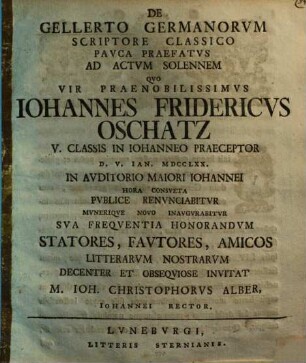 DE
GELLERTO GERMANORVM
SCRIPTORE CLASSICO
PAVCA PRAEFATVS
AD ACTVM SOLENNEM
QVO
VIR PRAENOBILISSIMVS
IOHANNES FRIDERICVS
OSCHATZ
V. CLASSIS IN IOHANNEO PRAECEPTOR
D. V. IAN. MDCCLXX.
IN AVDITORIO MAIORI IOHANNEI
HORA CONSVETA
PVBLICE RENVNCIABITVR
MVNERIQVE NOVO INAVGVRABITVR
SVA FREQVENTIA HONORANDVM
STATORES, FAVTORES, AMICOS
LITTERARVM NOSTRARVM
DECENTER ET OBSEQVIOSE INVITAT
M. IOH. CHRISTOPHORVS ALBER,
IOHANNEI RECTOR.
LVNEBVRGI,
LITTERIS STERNIANIS.